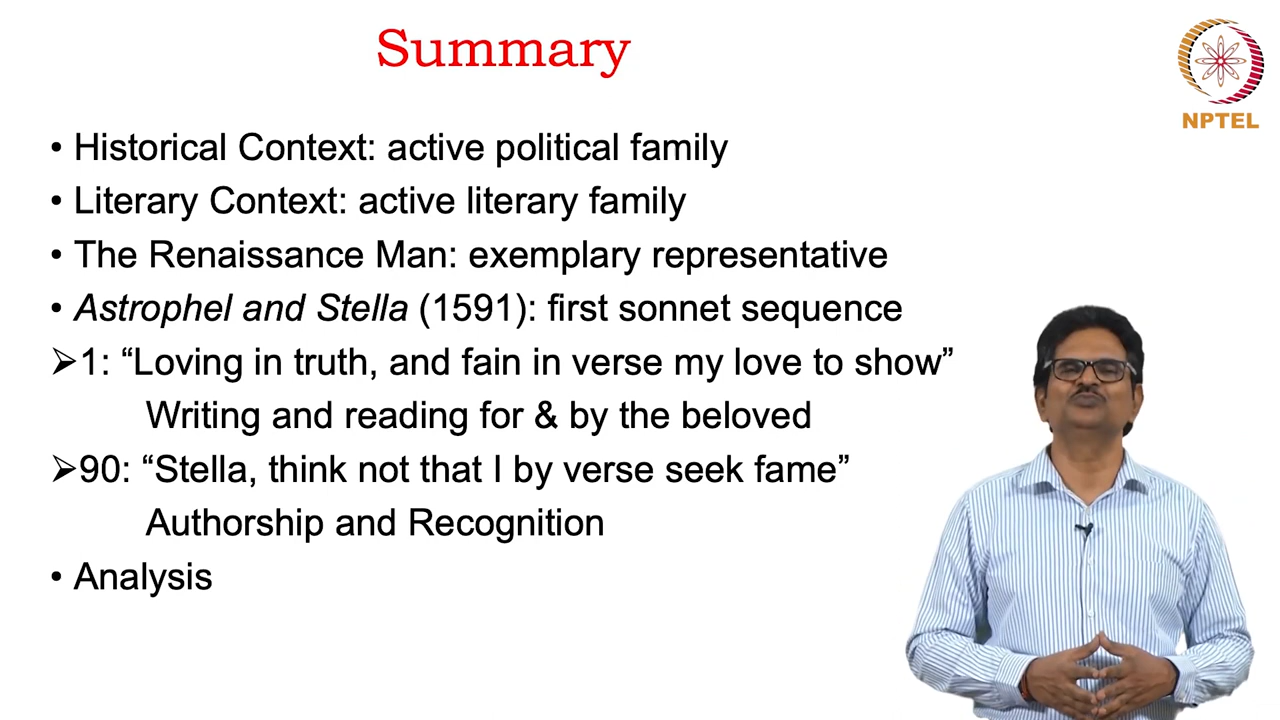 Summary
NPTEL
• Historical Context: active political family
• Literary Context: active literary family
• The Renaissance Man: exemplary representative
• Astrophel and Stella (1591): first sonnet sequence
➢1: “Loving in truth, and fain in verse my love to show”
Writing and reading for & by the beloved
➢90: “Stella, think not that I by verse seek fame”
Authorship and Recognition
• Analysis